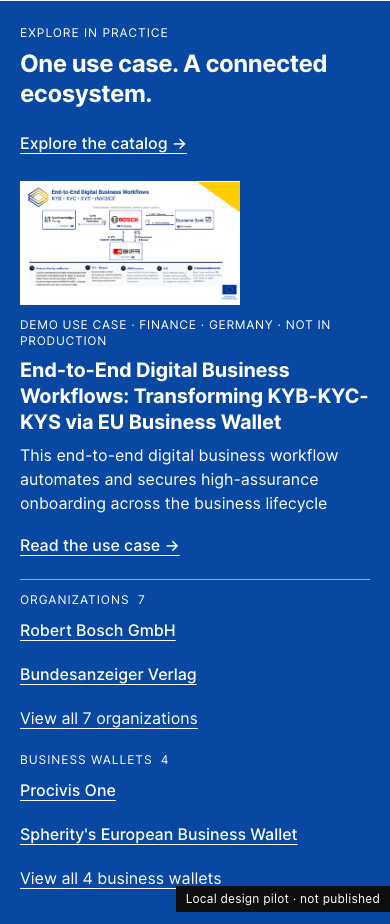 EXPLORE IN PRACTICE
One use case. A connected
ecosystem.
Explore the catalog →
End-to-End Digital Business Workflows
KYB • KYC • KYS • INVOICE
BOSCH
DEMO USE CASE · FINANCE · GERMANY · NOT IN
PRODUCTION
End-to-End Digital Business
Workflows: Transforming KYB-KYC-
KYS via EU Business Wallet
This end-to-end digital business workflow
automates and secures high-assurance
onboarding across the business lifecycle
Read the use case →
ORGANIZATIONS 7
Robert Bosch GmbH
Bundesanzeiger Verlag
View all 7 organizations
BUSINESS WALLETS 4
Procivis One
Spherity's European Business Wallet
View all 4 business wallets
Local design pilot · not published